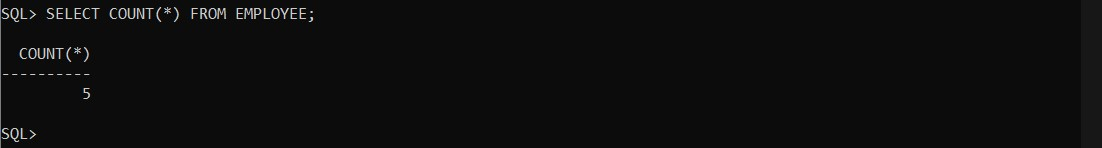 SQL> SELECT COUNT(*) FROM EMPLOYEE;
  COUNT(*)
----------
         5
SQL>